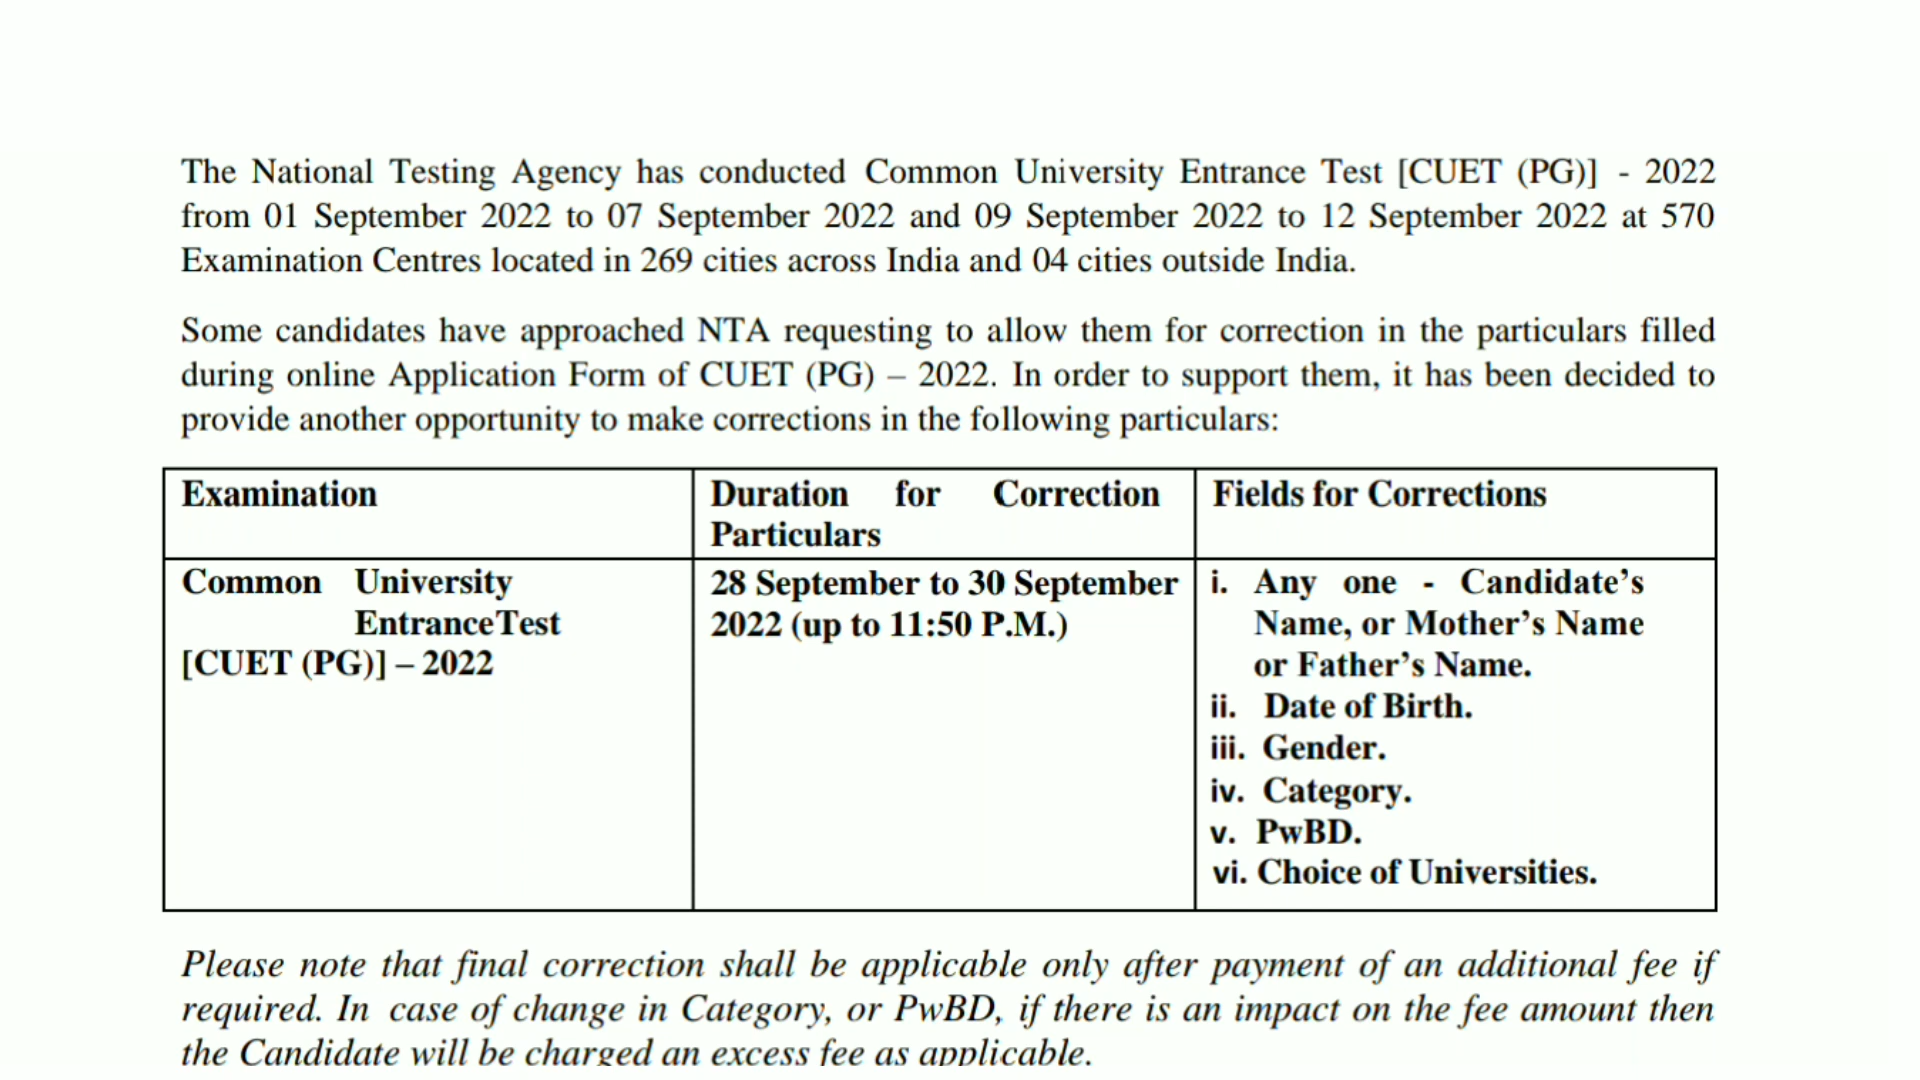 The National Testing Agency has conducted Common University Entrance Test [CUET (PG)] - 2022
from 01 September 2022 to 07 September 2022 and 09 September 2022 to 12 September 2022 at 570
Examination Centres located in 269 cities across India and 04 cities outside India.
Some candidates have approached NTA requesting to allow them for correction in the particulars filled
during online Application Form of CUET (PG) – 2022. In order to support them, it has been decided to
provide another opportunity to make corrections in the following particulars:
Examination
Duration for Correction
Particulars
Fields for Corrections
Common University
EntranceTest
[CUET (PG)] – 2022
28 September to 30 September
2022 (up to 11:50 P.M.)
i. Any one - Candidate’s
Name, or Mother’s Name
or Father’s Name.
ii. Date of Birth.
iii. Gender.
iv. Category.
v. PwBD.
vi. Choice of Universities.
Please note that final correction shall be applicable only after payment of an additional fee if
required. In case of change in Category, or PwBD, if there is an impact on the fee amount then
the Candidate will be charged an excess fee as applicable.